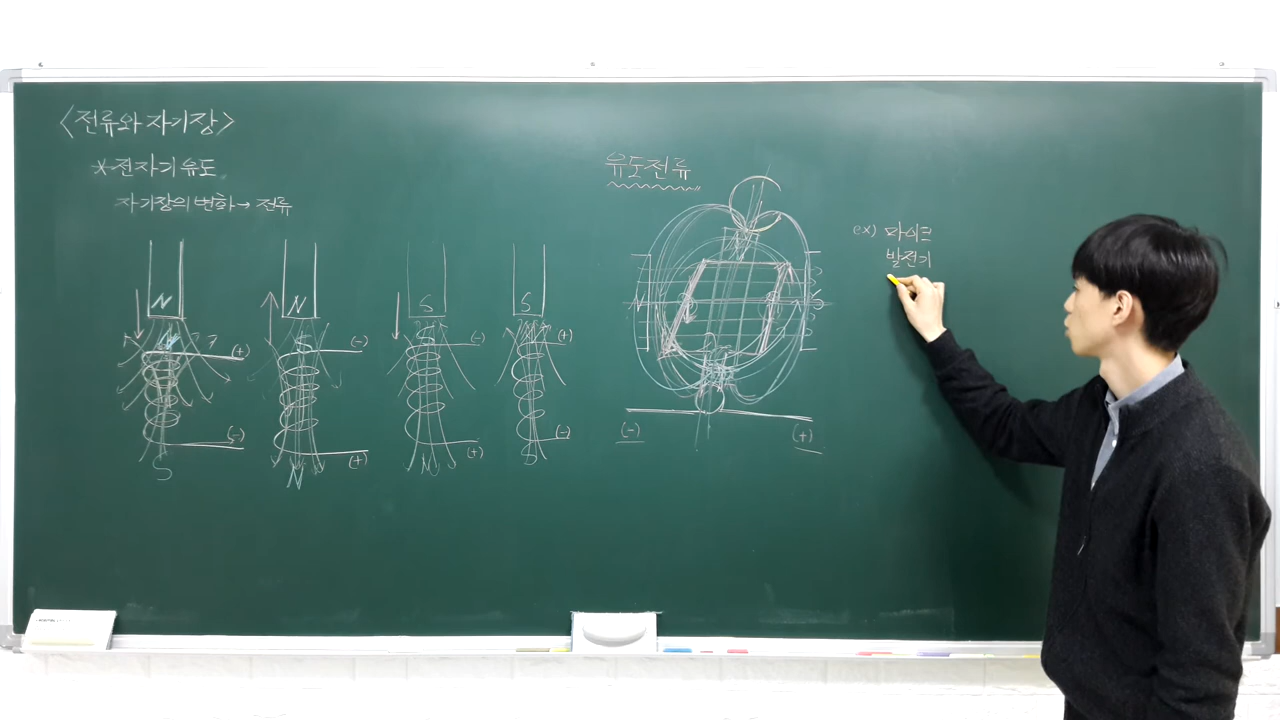 <전류와 자기장>
*전자기 유도
자기장의 변화→ 전류
유도전류
ex) 마이크
발전기
N
N
S
S
(+)
(-)
S
(-)
(+)
N
(-)
(+)
N
(+)
(-)
S
N
(-)
(+)